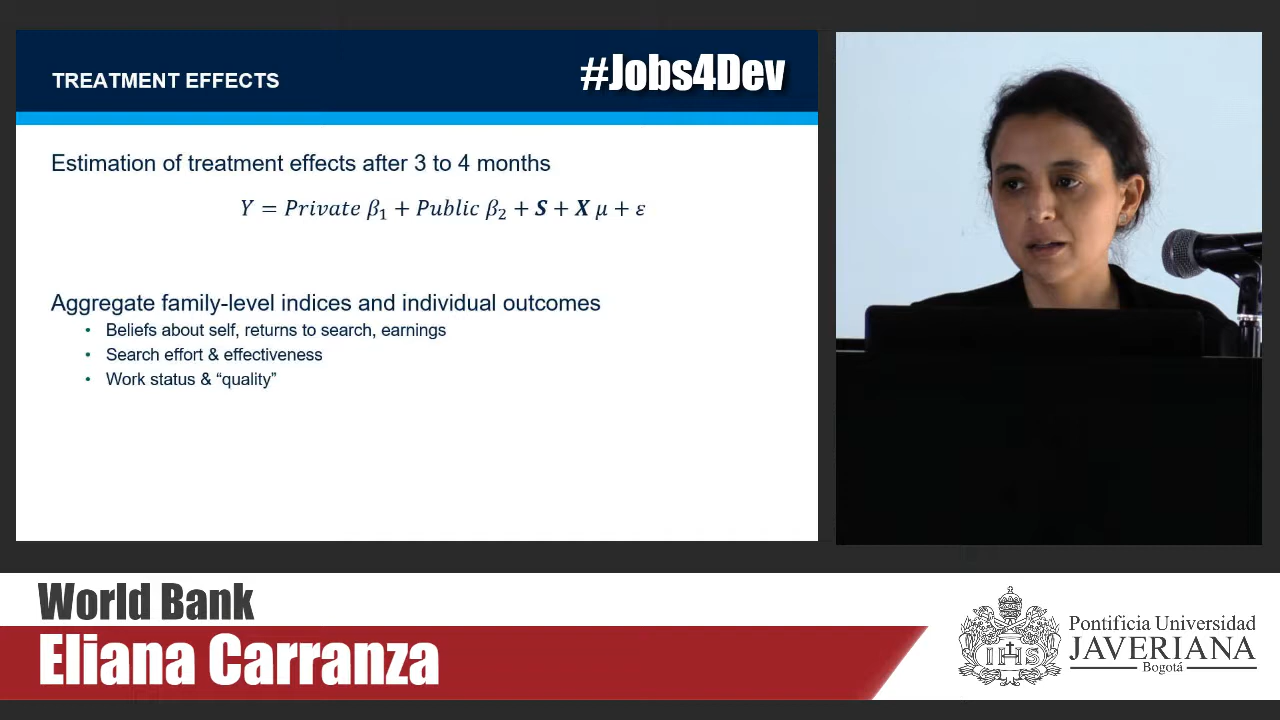 TREATMENT EFFECTS
#Jobs4Dev
Estimation of treatment effects after 3 to 4 months
Y = Private β₁ + Public β₂ + S + X μ + ε
Aggregate family-level indices and individual outcomes
• Beliefs about self, returns to search, earnings
• Search effort & effectiveness
• Work status & “quality”
World Bank
Eliana Carranza
IHS
Pontificia Universidad
JAVERIANA
Bogotá